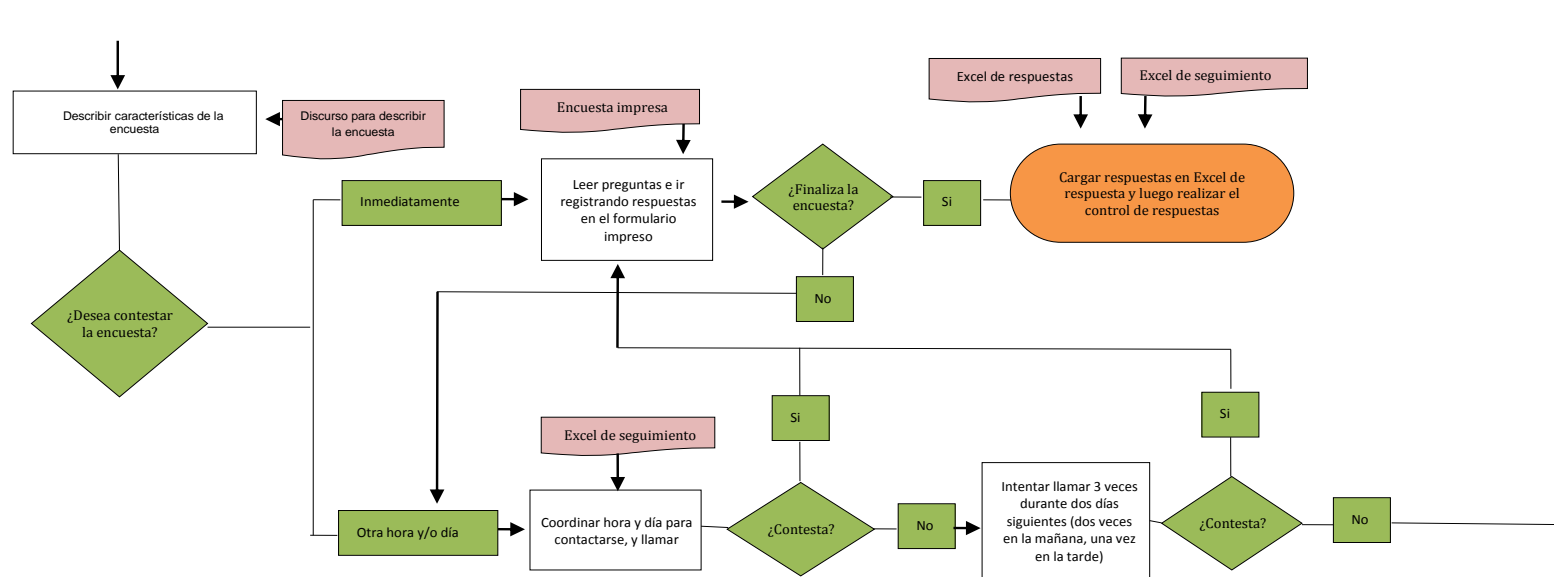 Describir características de la
encuesta
Discurso para describir
la encuesta
¿Desea contestar
la encuesta?
Inmediatamente
Encuesta impresa
Leer preguntas e ir
registrando respuestas
en el formulario
impreso
¿Finaliza la
encuesta?
Si
No
Excel de respuestas
Excel de seguimiento
Cargar respuestas en Excel de
respuesta y luego realizar el
control de respuestas
Otra hora y/o día
Excel de seguimiento
Coordinar hora y día para
contactarse, y llamar
¿Contesta?
Si
No
Intentar llamar 3 veces
durante dos días
siguientes (dos veces
en la mañana, una vez
en la tarde)
¿Contesta?
Si
No